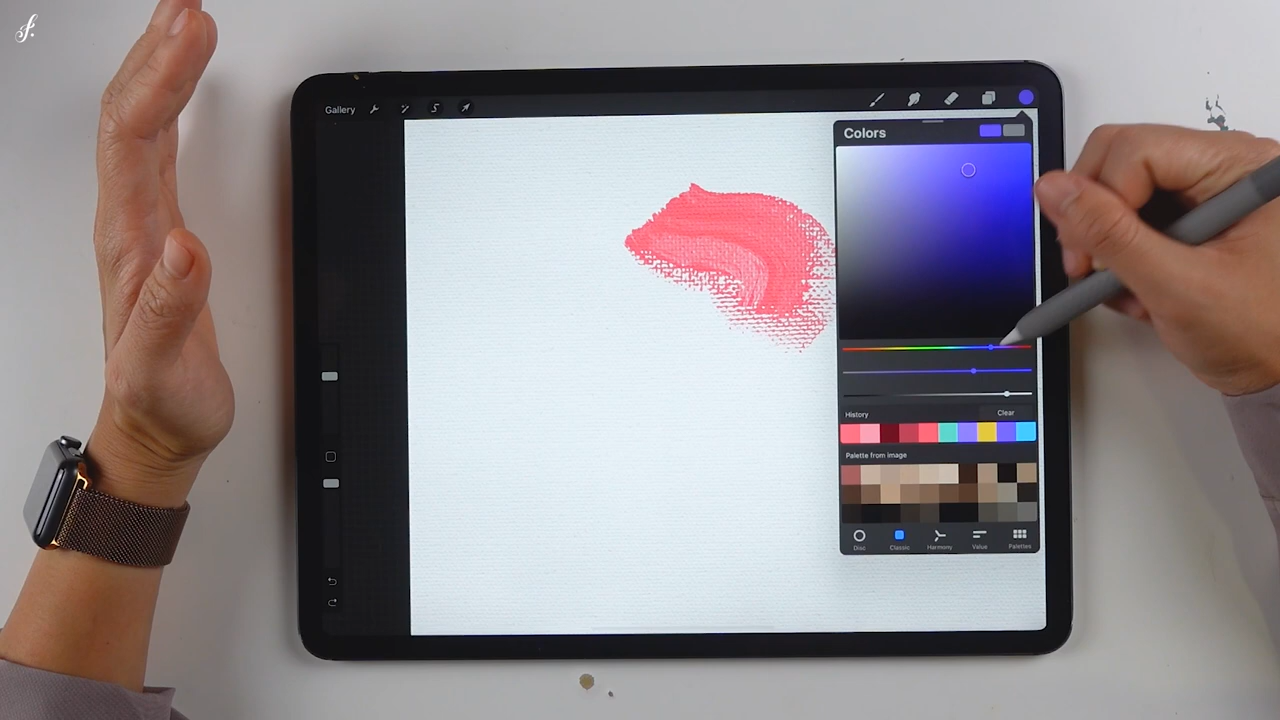 Gallery
Colors
History
Clear
Palette from image
Disc
Classic
Harmony
Value
Palettes